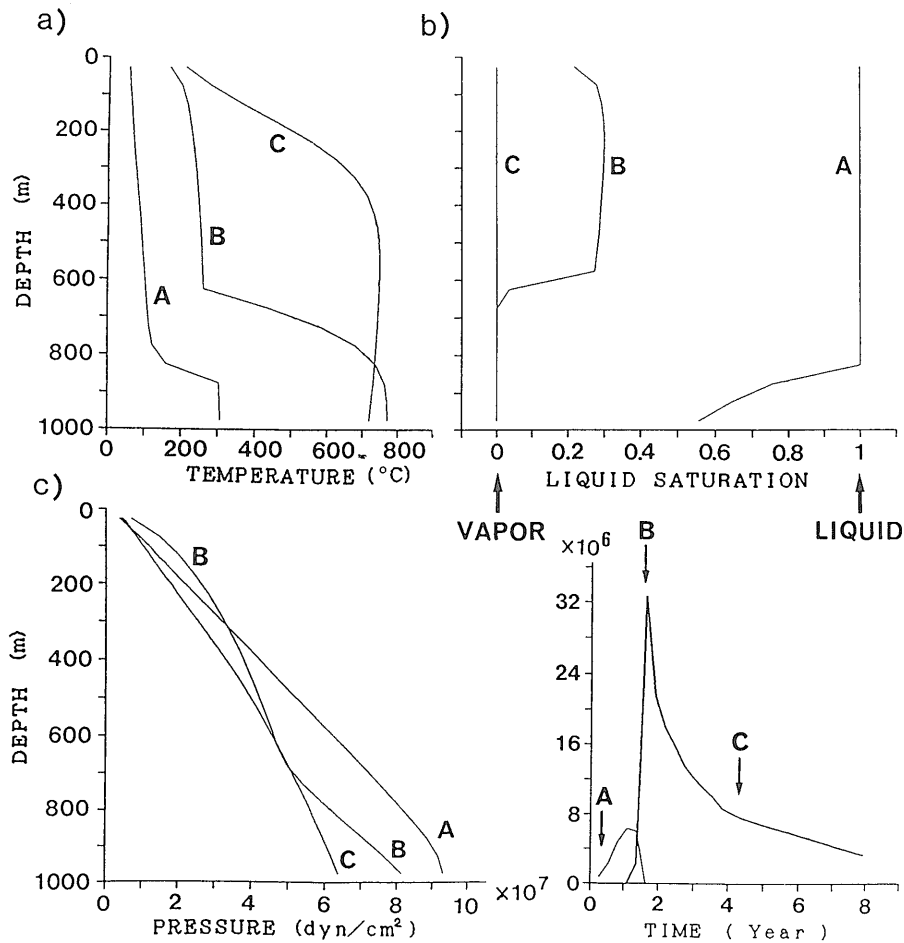 a)
0
200
400
600
800
1000
DEPTH (m)
A
B
C
0 200 400 600 800
TEMPERATURE (°C)
b)
C
B
A
0 0.2 0.4 0.6 0.8 1
LIQUID SATURATION
VAPOR
LIQUID
c)
0
200
400
600
800
1000
DEPTH (m)
B
A
B
C
0 2 4 6 8 10 ×10⁷
PRESSURE (dyn/cm²)
×10⁶
32
24
16
8
0
B
A
C
0 2 4 6 8
TIME ( Year )